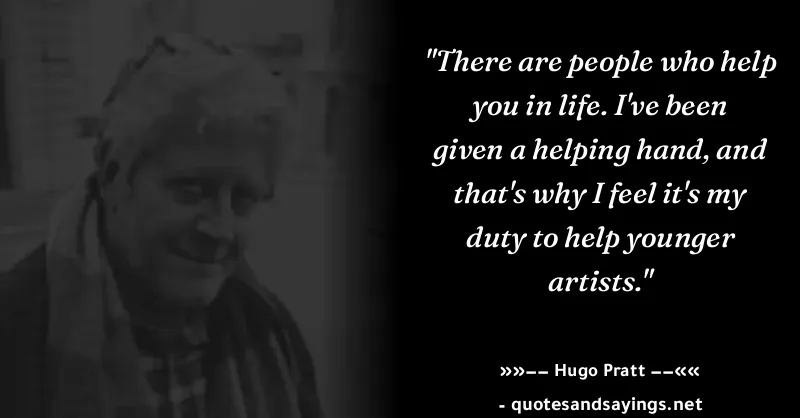 "There are people who help
you in life. I've been
given a helping hand, and
that's why I feel it's my
duty to help younger
artists."
»»–– Hugo Pratt ––««
- quotesandsayings.net